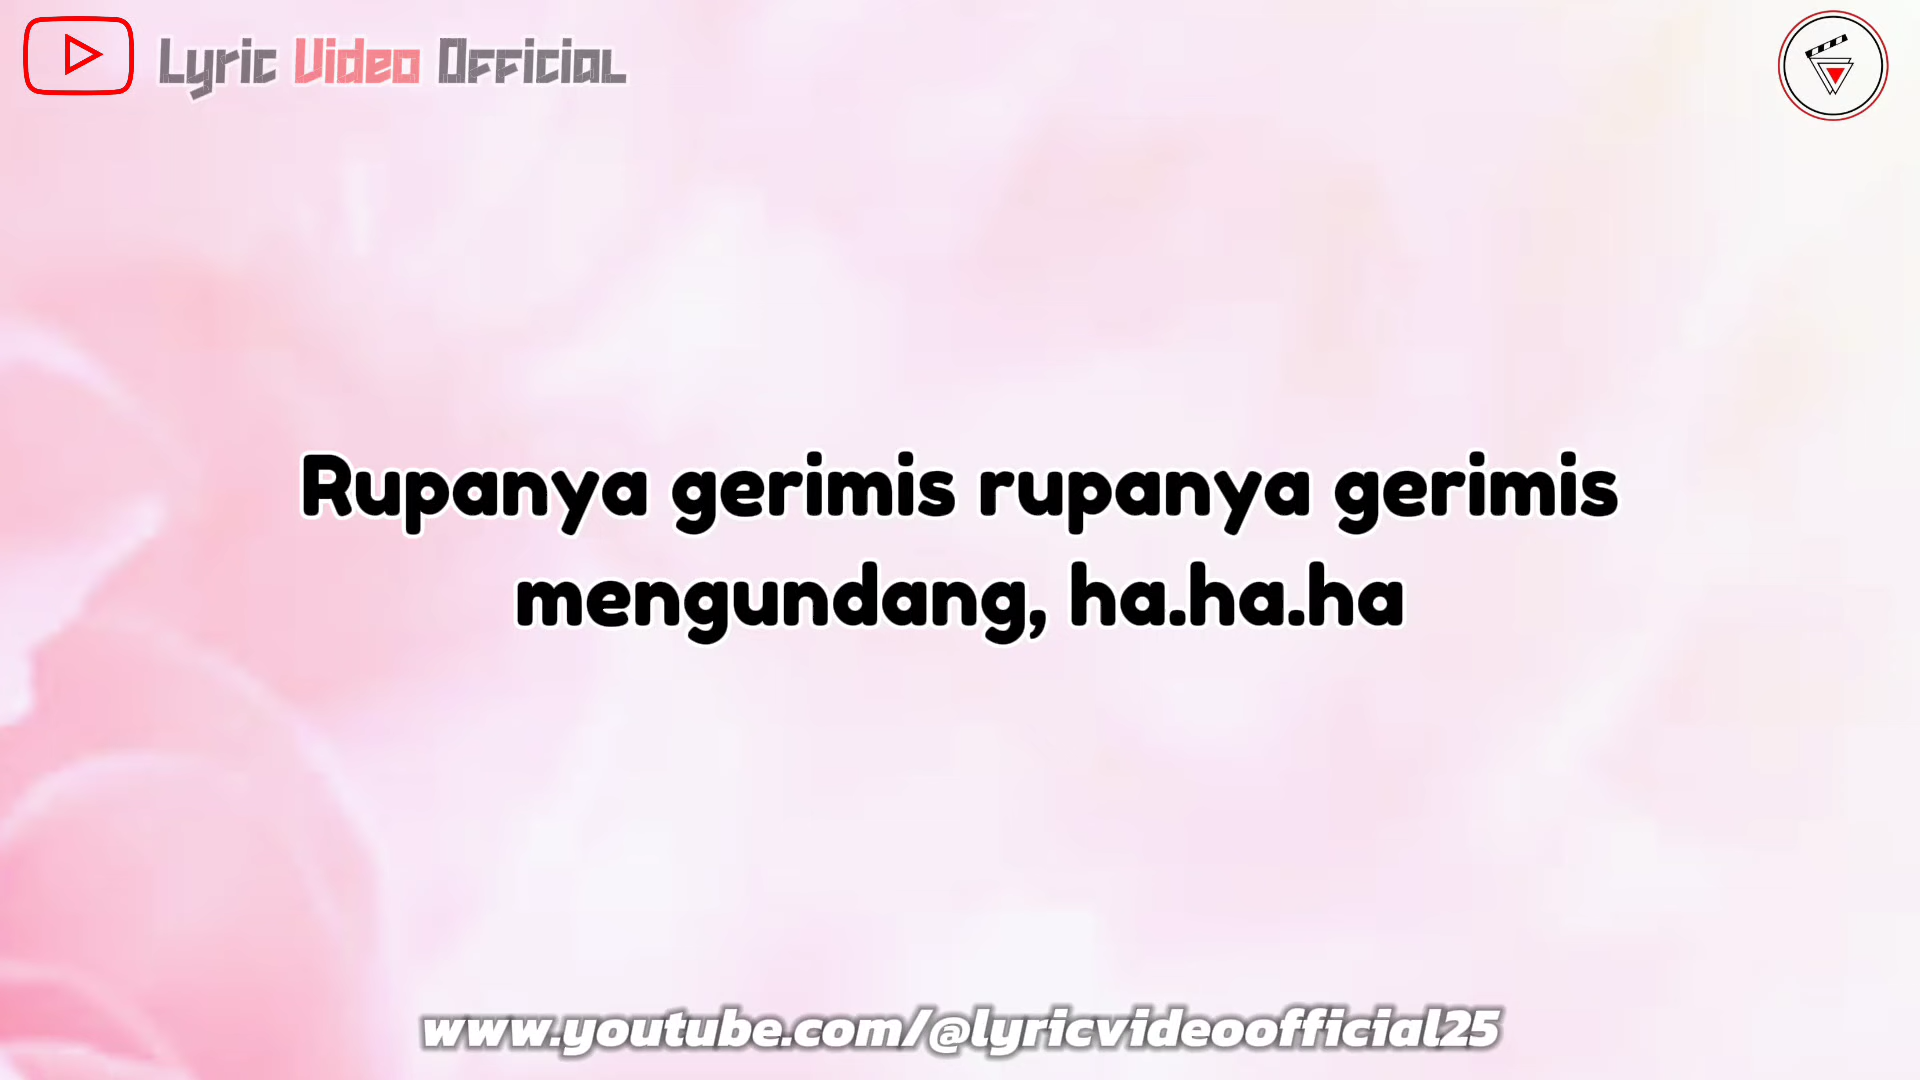 Lyric Video Official
Rupanya gerimis rupanya gerimis
mengundang, ha.ha.ha
www.youtube.com/@lyricvideoofficial25